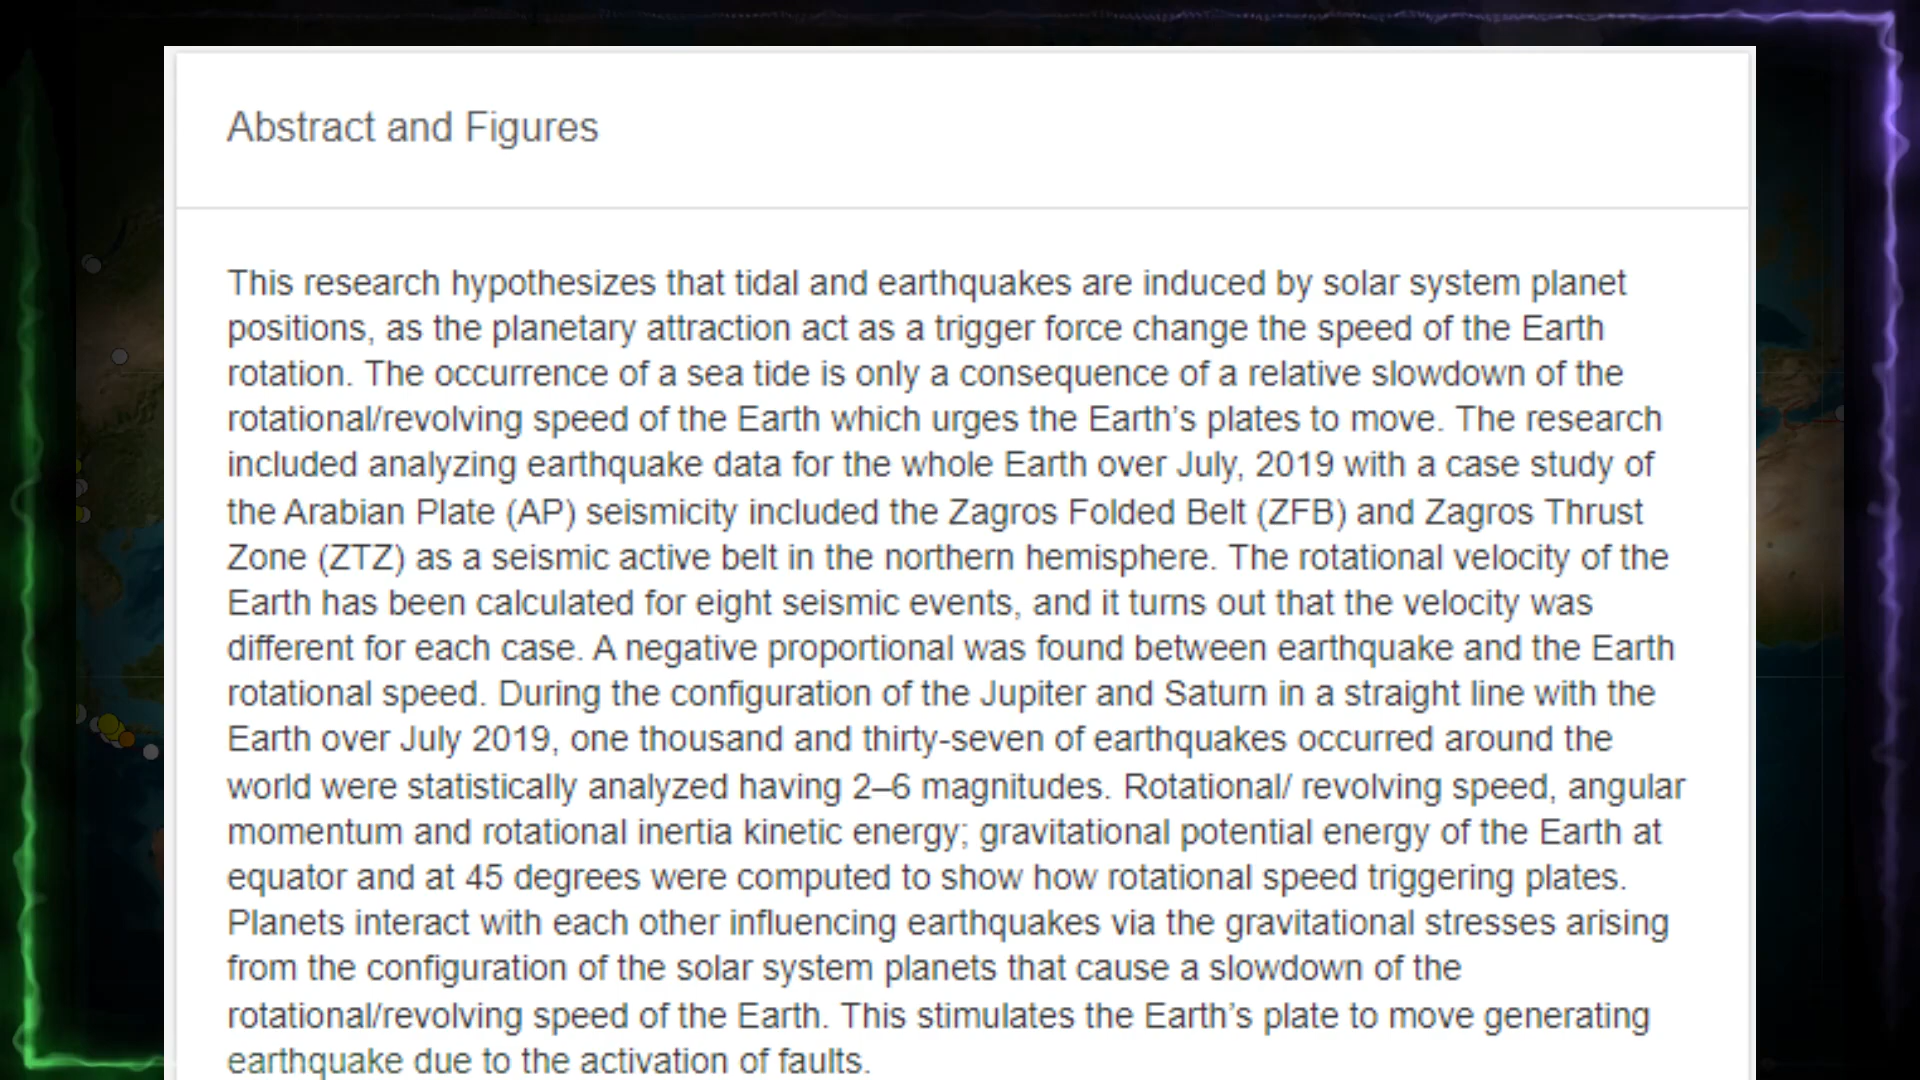 Abstract and Figures
This research hypothesizes that tidal and earthquakes are induced by solar system planet
positions, as the planetary attraction act as a trigger force change the speed of the Earth
rotation. The occurrence of a sea tide is only a consequence of a relative slowdown of the
rotational/revolving speed of the Earth which urges the Earth’s plates to move. The research
included analyzing earthquake data for the whole Earth over July, 2019 with a case study of
the Arabian Plate (AP) seismicity included the Zagros Folded Belt (ZFB) and Zagros Thrust
Zone (ZTZ) as a seismic active belt in the northern hemisphere. The rotational velocity of the
Earth has been calculated for eight seismic events, and it turns out that the velocity was
different for each case. A negative proportional was found between earthquake and the Earth
rotational speed. During the configuration of the Jupiter and Saturn in a straight line with the
Earth over July 2019, one thousand and thirty-seven of earthquakes occurred around the
world were statistically analyzed having 2–6 magnitudes. Rotational/ revolving speed, angular
momentum and rotational inertia kinetic energy; gravitational potential energy of the Earth at
equator and at 45 degrees were computed to show how rotational speed triggering plates.
Planets interact with each other influencing earthquakes via the gravitational stresses arising
from the configuration of the solar system planets that cause a slowdown of the
rotational/revolving speed of the Earth. This stimulates the Earth’s plate to move generating
earthquake due to the activation of faults.